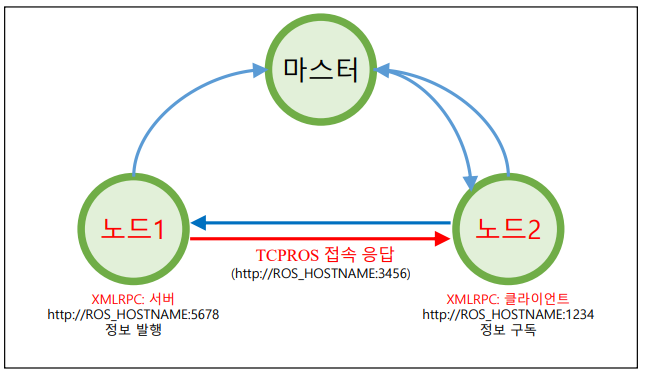 마스터
노드1
노드2
TCPROS 접속 응답
(http://ROS_HOSTNAME:3456)
XMLRPC: 서버
http://ROS_HOSTNAME:5678
정보 발행
XMLRPC: 클라이언트
http://ROS_HOSTNAME:1234
정보 구독